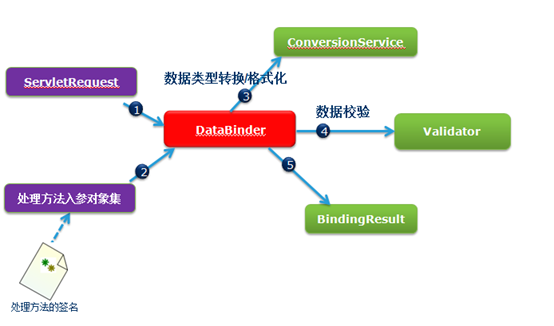 ConversionService
数据类型转换/格式化
ServletRequest
3
1
数据校验
DataBinder
4
Validator
2
5
处理方法入参对象集
BindingResult
处理方法的签名